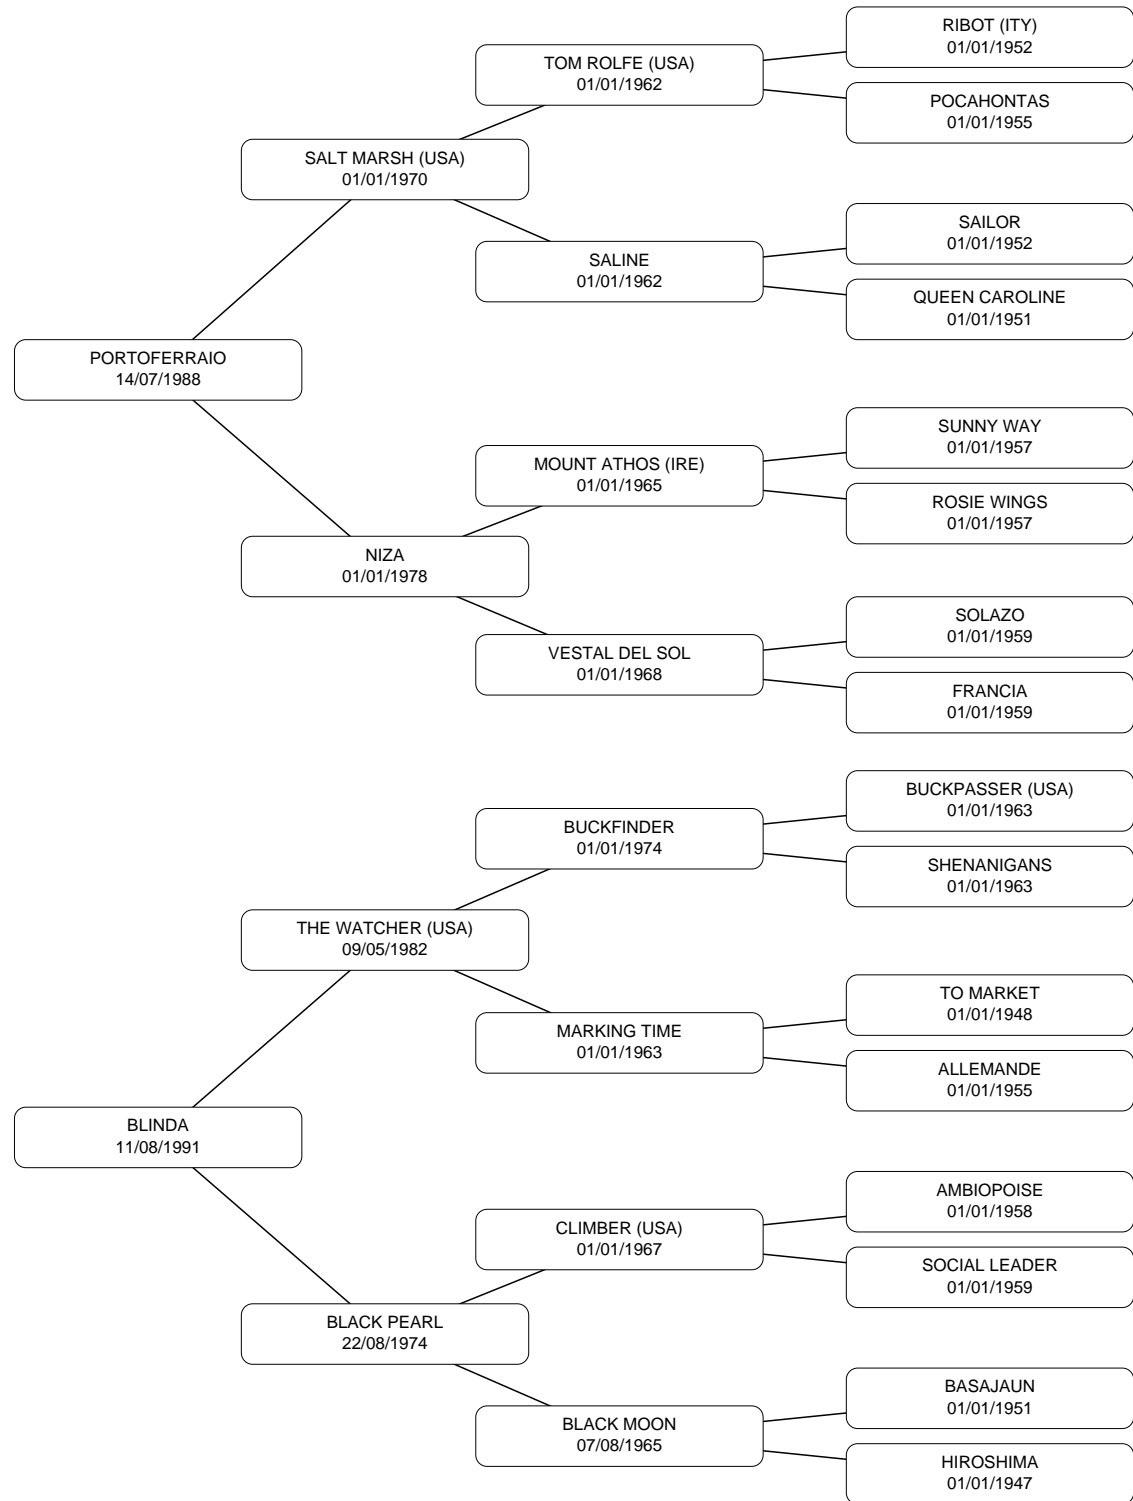 RIBOT (ITY)
01/01/1952
TOM ROLFE (USA)
01/01/1962
POCAHONTAS
01/01/1955
SALT MARSH (USA)
01/01/1970
SAILOR
01/01/1952
SALINE
01/01/1962
QUEEN CAROLINE
01/01/1951
PORTOFERRAIO
14/07/1988
SUNNY WAY
01/01/1957
MOUNT ATHOS (IRE)
01/01/1965
ROSIE WINGS
01/01/1957
NIZA
01/01/1978
SOLAZO
01/01/1959
VESTAL DEL SOL
01/01/1968
FRANCIA
01/01/1959
BUCKPASSER (USA)
01/01/1963
BUCKFINDER
01/01/1974
SHENANIGANS
01/01/1963
THE WATCHER (USA)
09/05/1982
TO MARKET
01/01/1948
MARKING TIME
01/01/1963
ALLEMANDE
01/01/1955
BLINDA
11/08/1991
AMBIOPOISE
01/01/1958
CLIMBER (USA)
01/01/1967
SOCIAL LEADER
01/01/1959
BLACK PEARL
22/08/1974
BASAJAUN
01/01/1951
BLACK MOON
07/08/1965
HIROSHIMA
01/01/1947